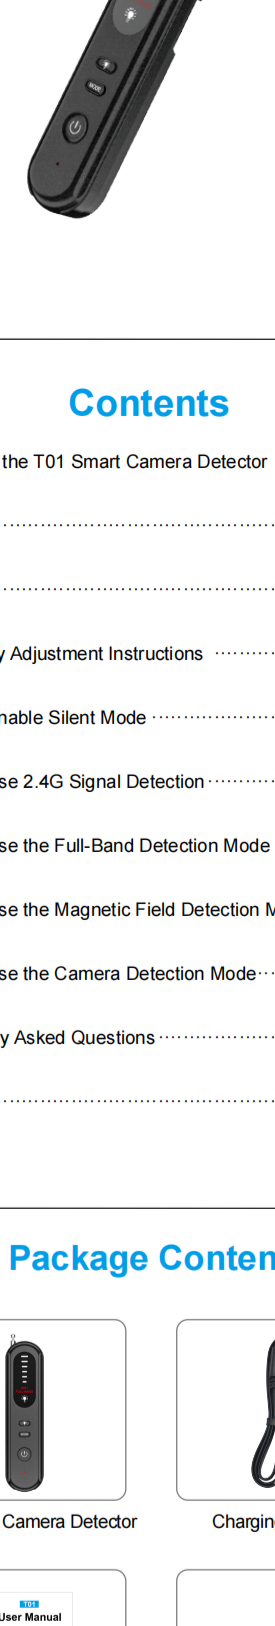 MODE
Contents
the T01 Smart Camera Detector
y Adjustment Instructions
nable Silent Mode
se 2.4G Signal Detection
se the Full-Band Detection Mode
se the Magnetic Field Detection M
se the Camera Detection Mode
y Asked Questions
Package Conten
Camera Detector
Chargin
T01
User Manual